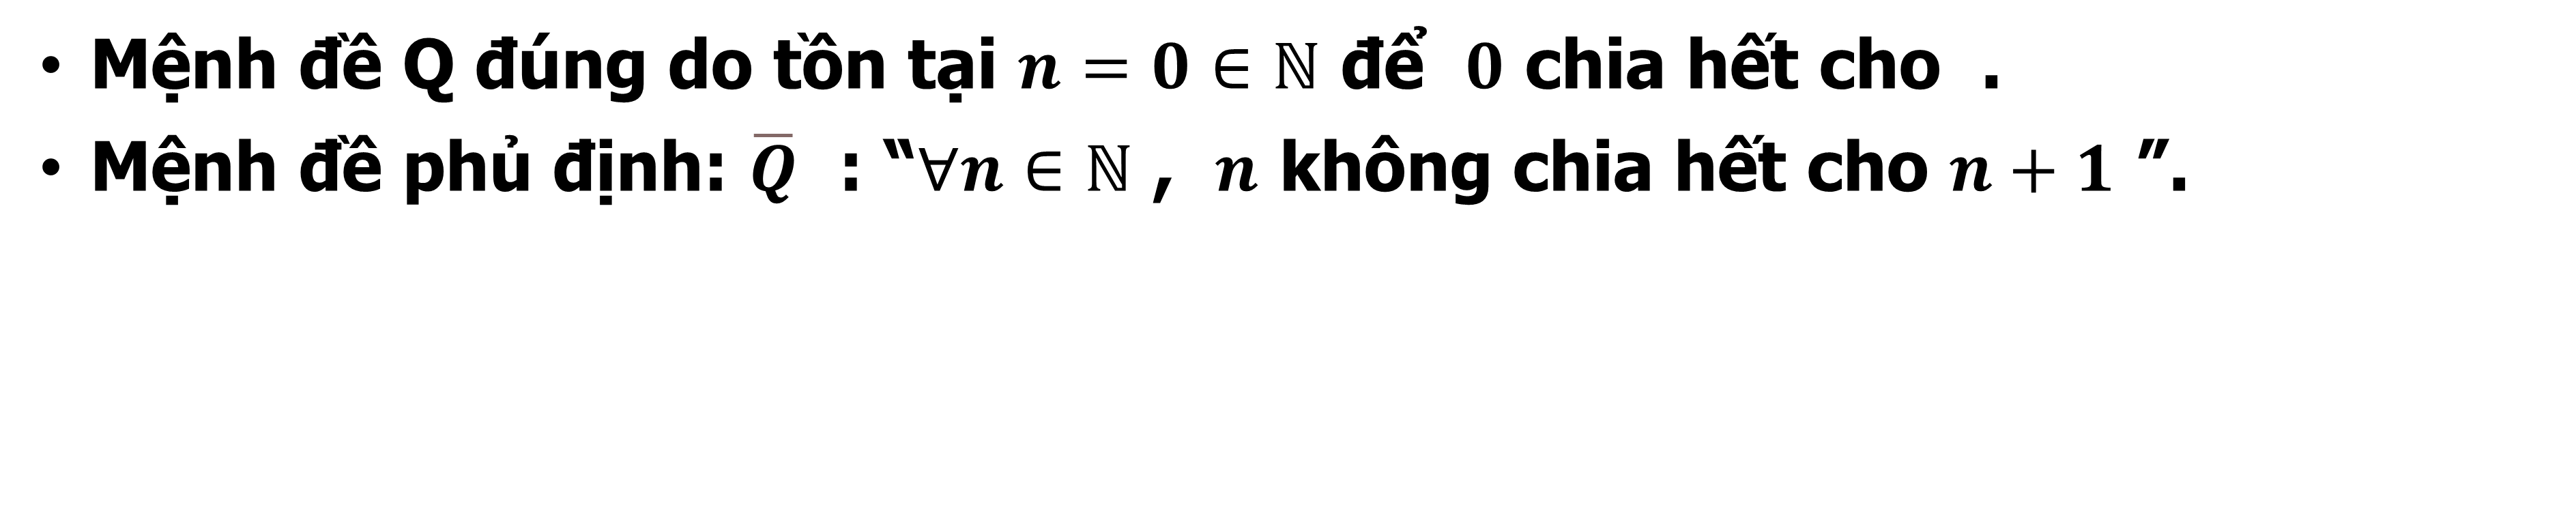 • Mệnh đề Q đúng do tồn tại n = 0 ∈ ℕ để 0 chia hết cho .
• Mệnh đề phủ định: Q̅ : “∀n ∈ ℕ , n không chia hết cho n + 1 ”.